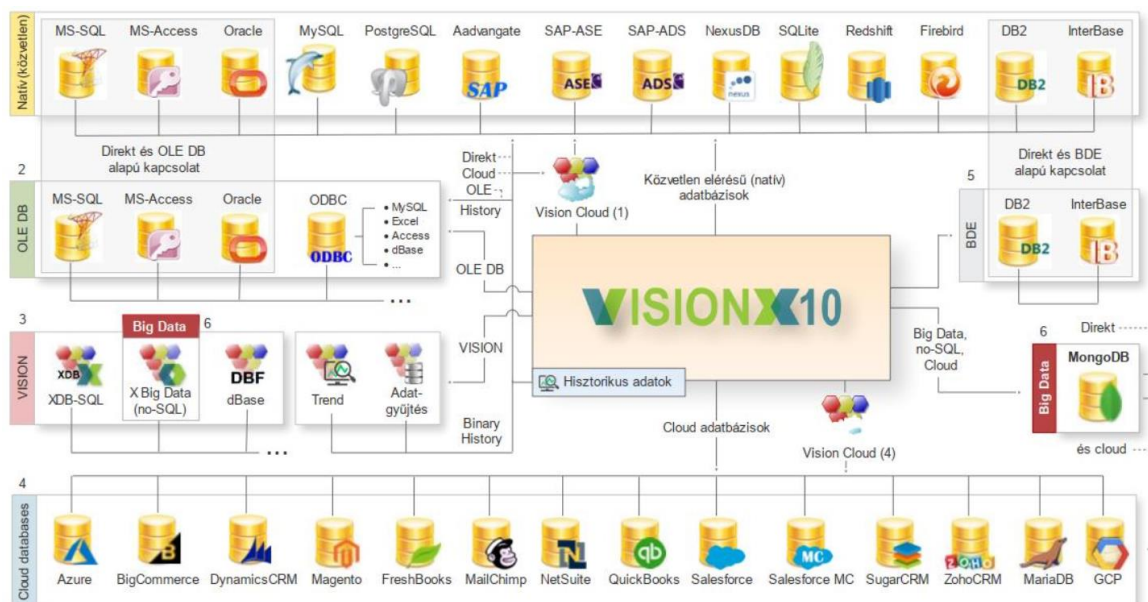 Natív (közvetlen)
MS-SQL
MS-Access
Oracle
MySQL
PostgreSQL
Aadvangate
SAP-ASE
SAP-ADS
NexusDB
SQLite
Redshift
Firebird
DB2
InterBase
SAP
ASE
ADS
nexus
DB2
IB
Direkt és OLE DB
alapú kapcsolat
Direkt
Cloud
OLE
History
Vision Cloud (1)
Közvetlen elérésű (natív)
adatbázisok
Direkt és BDE
alapú kapcsolat
2
OLE DB
MS-SQL
MS-Access
Oracle
ODBC
ODBC
• MySQL
• Excel
• Access
• dBase
• ...
...
OLE DB
5
BDE
DB2
InterBase
DB2
IB
VISIONX10
Hisztorikus adatok
3
VISION
Big Data
6
XDB
XDB-SQL
X Big Data
(no-SQL)
DBF
dBase
Trend
Adat-
gyűjtés
...
VISION
Binary
History
Big Data,
no-SQL,
Cloud
6
Big Data
Direkt
MongoDB
és cloud
Cloud adatbázisok
Vision Cloud (4)
4
Cloud databases
B
N
qb
MC
ZOHO
Azure
BigCommerce
DynamicsCRM
Magento
FreshBooks
MailChimp
NetSuite
QuickBooks
Salesforce
Salesforce MC
SugarCRM
ZohoCRM
MariaDB
GCP